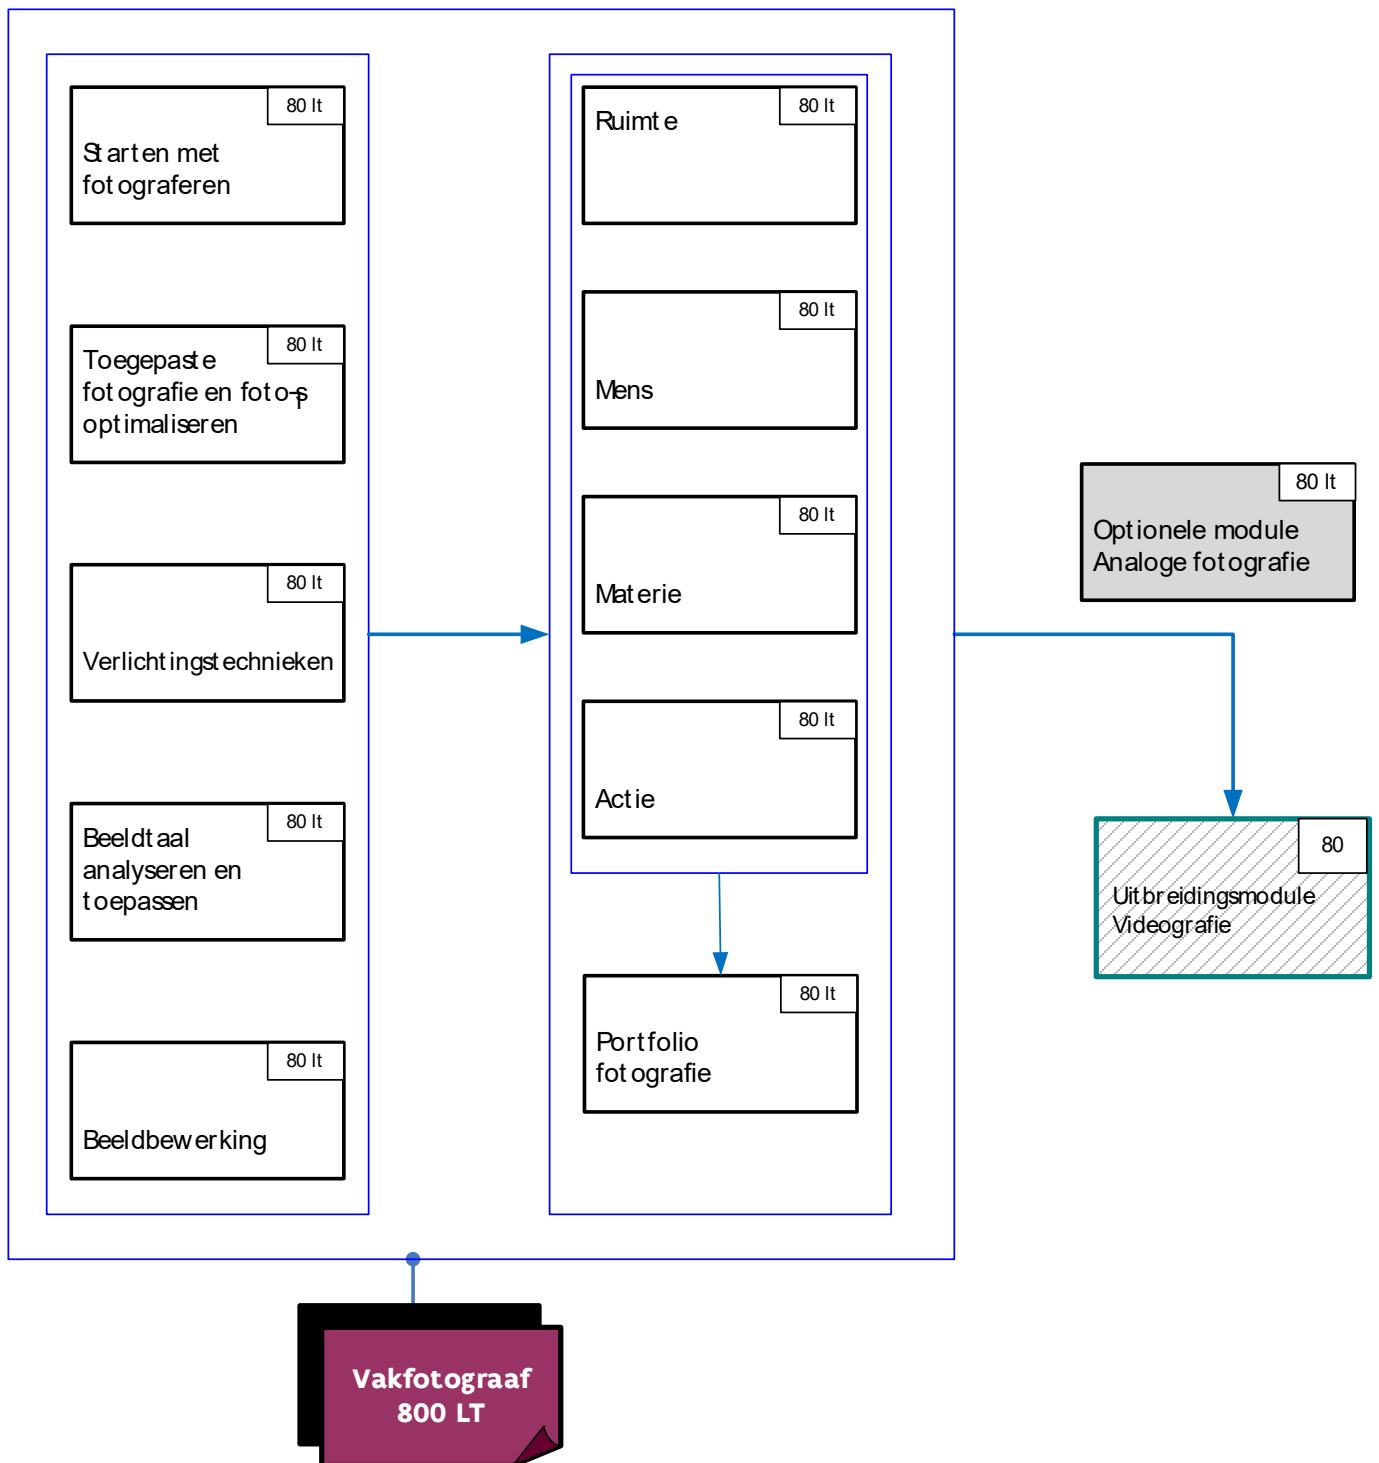 80 lt
Starten met
fotograferen
80 lt
Toegepaste
fotografie en foto-s
optimaliseren
80 lt
Verlichtingstechnieken
80 lt
Beeldtaal
analyseren en
toepassen
80 lt
Beeldbewerking
80 lt
Ruimte
80 lt
Mens
80 lt
Materie
80 lt
Actie
80 lt
Portfolio
fotografie
80 lt
Optionele module
Analoge fotografie
80
Uitbreidingsmodule
Videografie
Vakfotograaf
800 LT